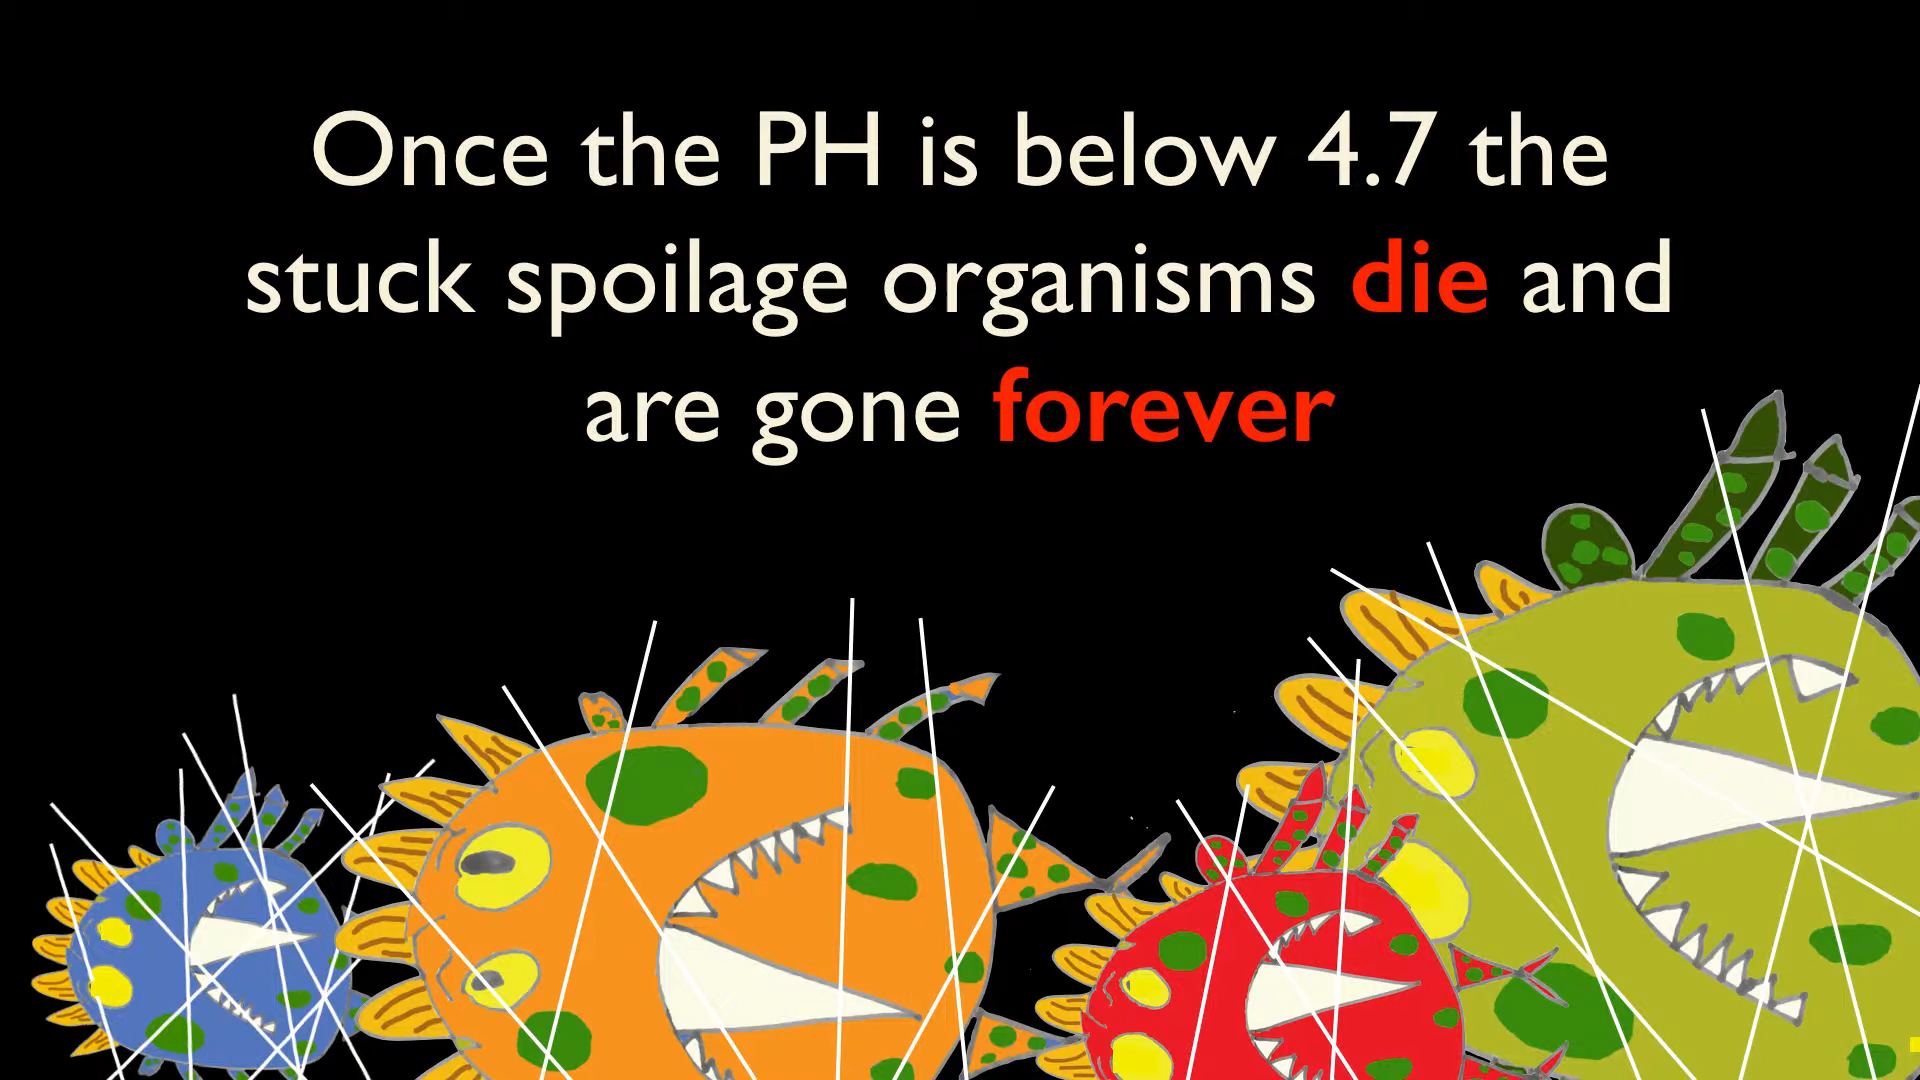 Once the PH is below 4.7 the
stuck spoilage organisms die and
are gone forever